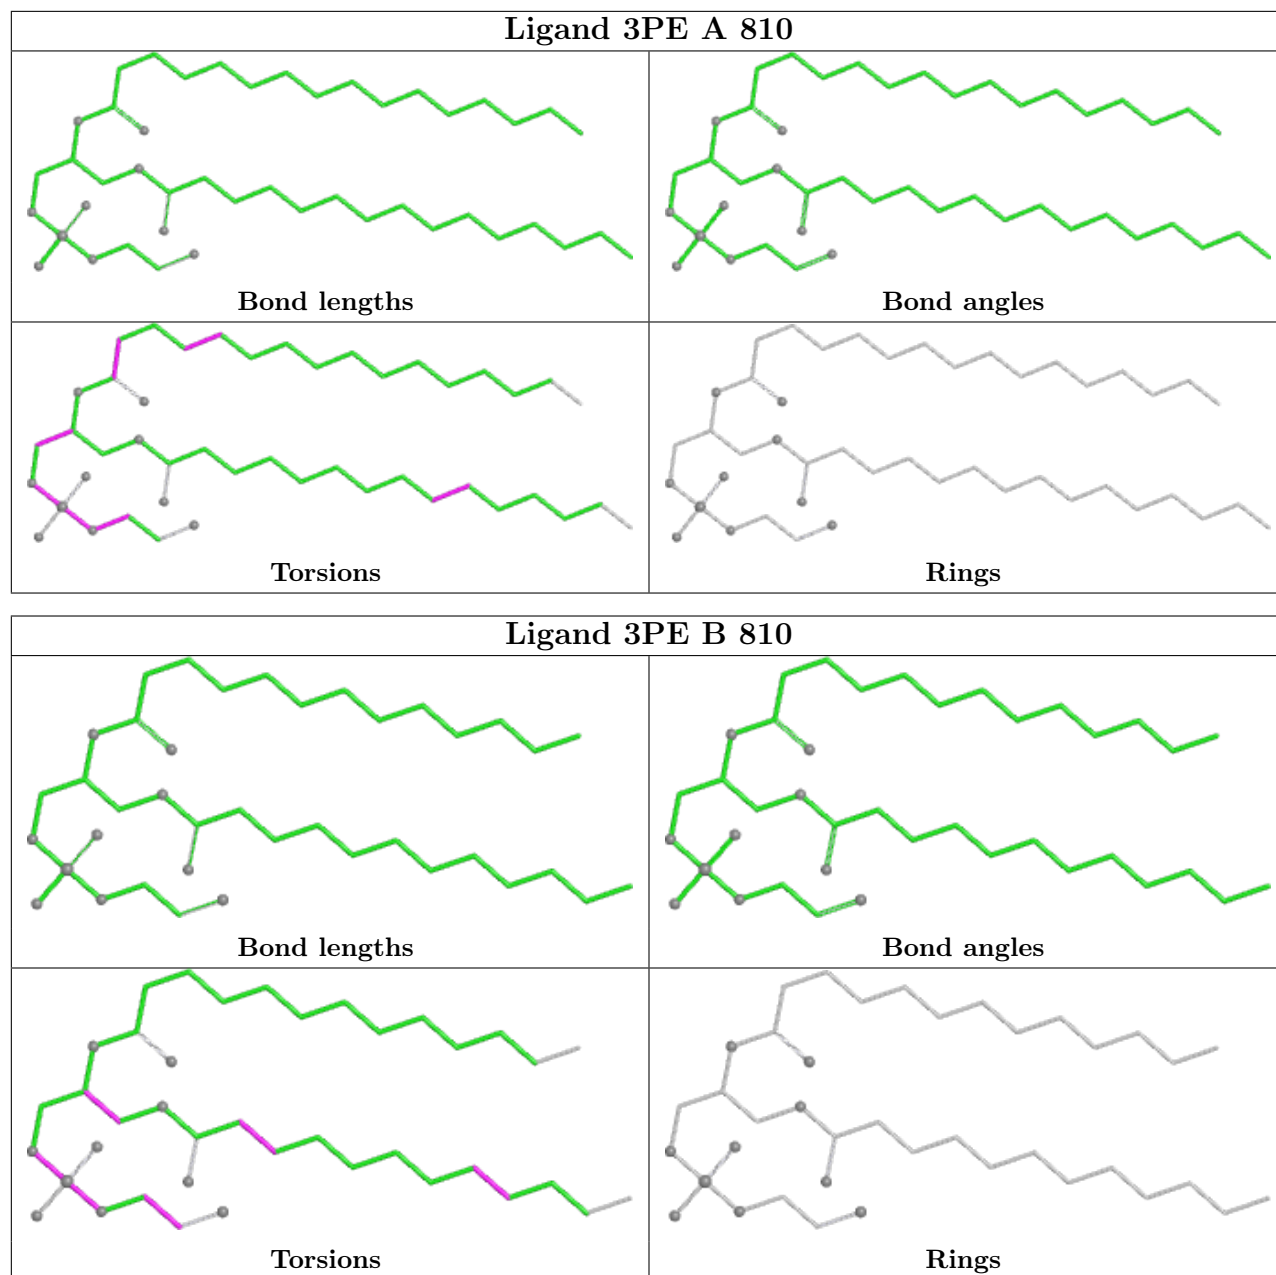 Ligand 3PE A 810
Bond lengths
Bond angles
Torsions
Rings
Ligand 3PE B 810
Bond lengths
Bond angles
Torsions
Rings